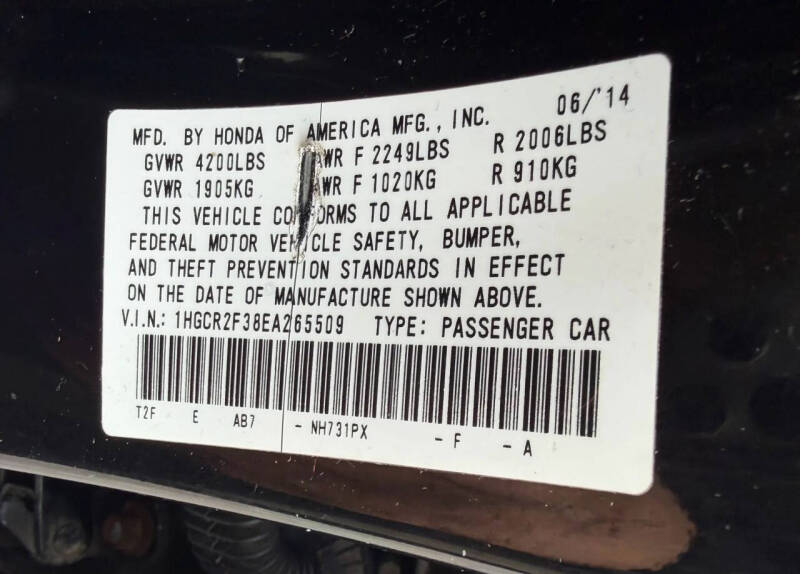 MFD. BY HONDA OF AMERICA MFG., INC. 06/'14
GVWR 4200LBS AWR F 2249LBS R 2006LBS
GVWR 1905KG AWR F 1020KG R 910KG
THIS VEHICLE CONFORMS TO ALL APPLICABLE
FEDERAL MOTOR VEHICLE SAFETY, BUMPER,
AND THEFT PREVENTION STANDARDS IN EFFECT
ON THE DATE OF MANUFACTURE SHOWN ABOVE.
V.I.N.: 1HGCR2F38EA265509 TYPE: PASSENGER CAR
T2F E AB7 - NH731PX - F - A